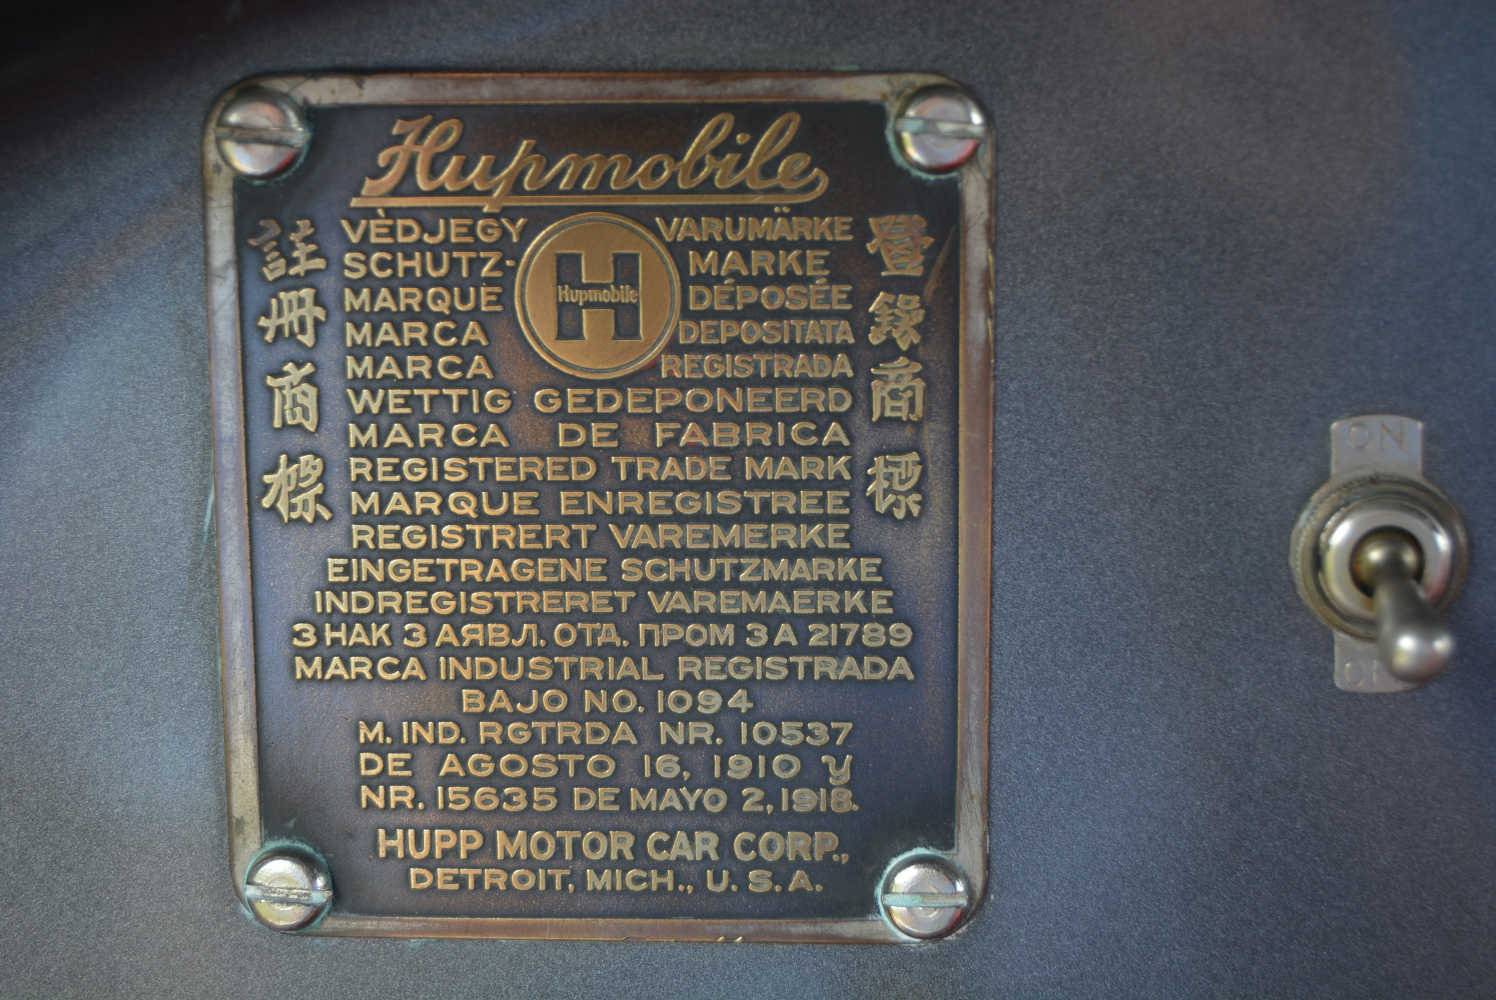 Hupmobile
註冊商標
VÈDJEGY VARUMÄRKE
SCHUTZ- MARKE
MARQUE DÉPOSÉE
MARCA DEPOSITATA
MARCA REGISTRADA
H
Hupmobile
登錄商標
WETTIG GEDEPONEERD
MARCA DE FABRICA
REGISTERED TRADE MARK
MARQUE ENREGISTREE
REGISTRERT VAREMERKE
EINGETRAGENE SCHUTZMARKE
INDREGISTRERET VAREMAERKE
ЗНАК ЗАЯВЛ. ОТД. ПРОМ ЗА 21789
MARCA INDUSTRIAL REGISTRADA
BAJO NO. 1094
M. IND. RGTRDA NR. 10537
DE AGOSTO 16, 1910 y
NR. 15635 DE MAYO 2, 1918.
HUPP MOTOR CAR CORP.,
DETROIT, MICH., U. S. A.
ON